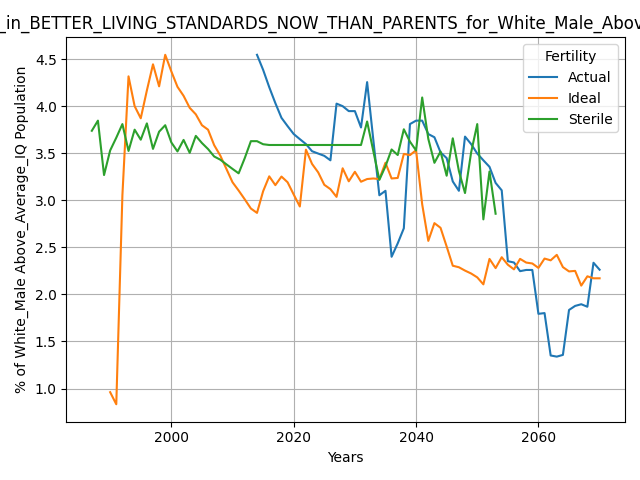 _in_BETTER_LIVING_STANDARDS_NOW_THAN_PARENTS_for_White_Male_Abov
Fertility
Actual
Ideal
Sterile
4.5
4.0
3.5
3.0
2.5
2.0
1.5
1.0
% of White_Male Above_Average_IQ Population
2000
2020
2040
2060
Years